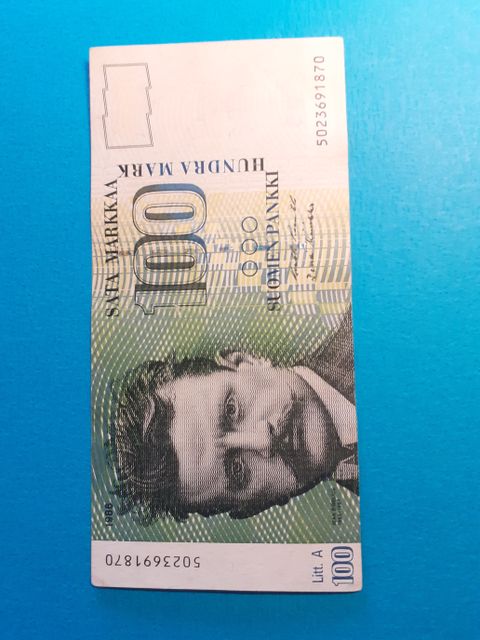 1986
5023691870
SATA MARKKAA
HUNDRA MARK
100
SUOMEN PANKKI
5023691870
Litt. A
100